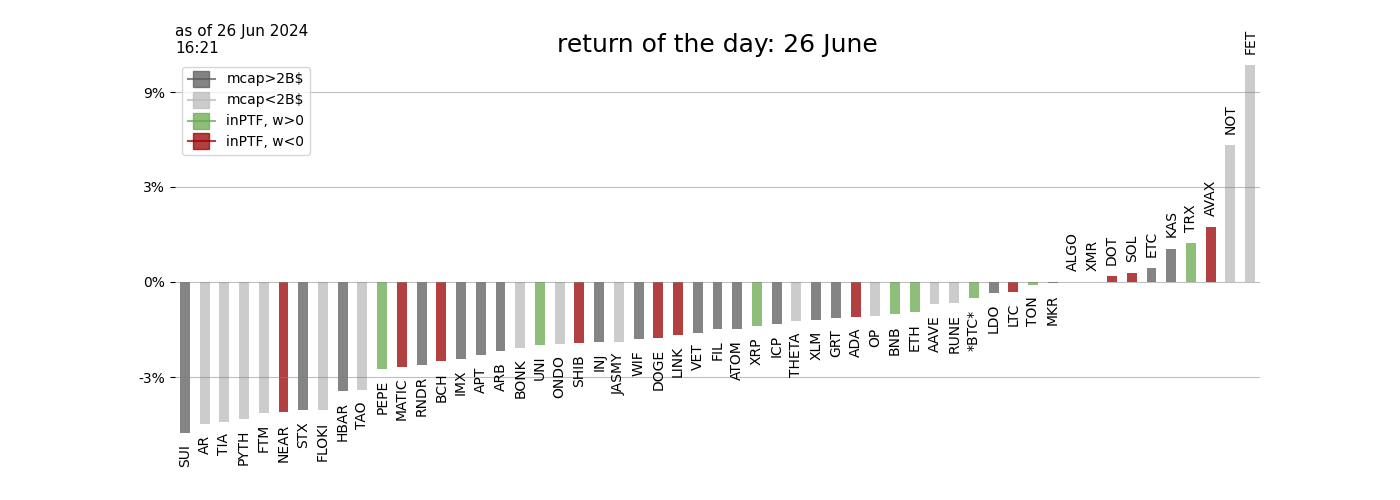 as of 26 Jun 2024
16:21
return of the day: 26 June
mcap>2B$
mcap<2B$
inPTF, w>0
inPTF, w<0
9%
3%
0%
-3%
SUI
AR
TIA
PYTH
FTM
NEAR
STX
FLOKI
HBAR
TAO
PEPE
MATIC
RNDR
BCH
IMX
APT
ARB
BONK
UNI
ONDO
SHIB
INJ
JASMY
WIF
DOGE
LINK
VET
FIL
ATOM
XRP
ICP
THETA
XLM
GRT
ADA
OP
BNB
ETH
AAVE
RUNE
*BTC*
LDO
LTC
TON
MKR
ALGO
XMR
DOT
SOL
ETC
KAS
TRX
AVAX
NOT
FET